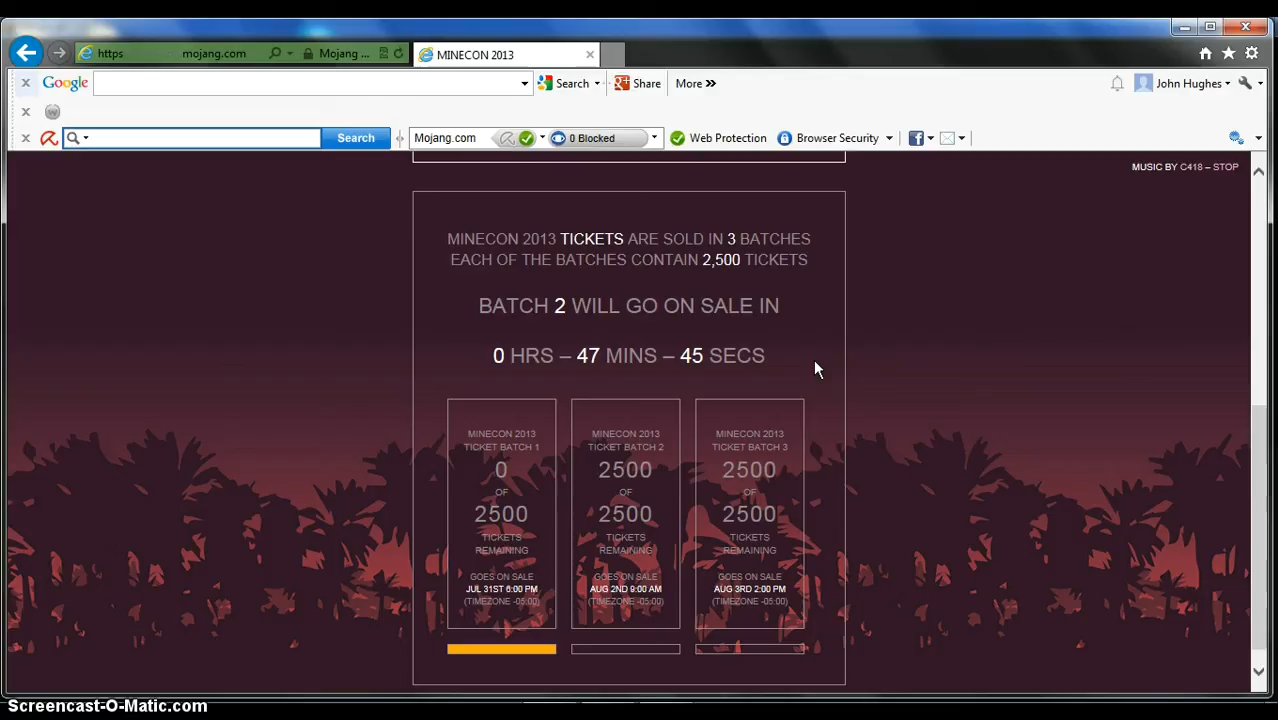 https mojang.com Mojang ... MINECON 2013
Google Search Share More » John Hughes
Search Mojang.com 0 Blocked Web Protection Browser Security
MUSIC BY C418 – STOP
MINECON 2013 TICKETS ARE SOLD IN 3 BATCHES
EACH OF THE BATCHES CONTAIN 2,500 TICKETS
BATCH 2 WILL GO ON SALE IN
0 HRS – 47 MINS – 45 SECS
MINECON 2013
TICKET BATCH 1
0
OF
2500
TICKETS
REMAINING
GOES ON SALE
JUL 31ST 6:00 PM
(TIMEZONE -05:00)
MINECON 2013
TICKET BATCH 2
2500
OF
2500
TICKETS
REMAINING
GOES ON SALE
AUG 2ND 9:00 AM
(TIMEZONE -05:00)
MINECON 2013
TICKET BATCH 3
2500
OF
2500
TICKETS
REMAINING
GOES ON SALE
AUG 3RD 2:00 PM
(TIMEZONE -05:00)
Screencast-O-Matic.com